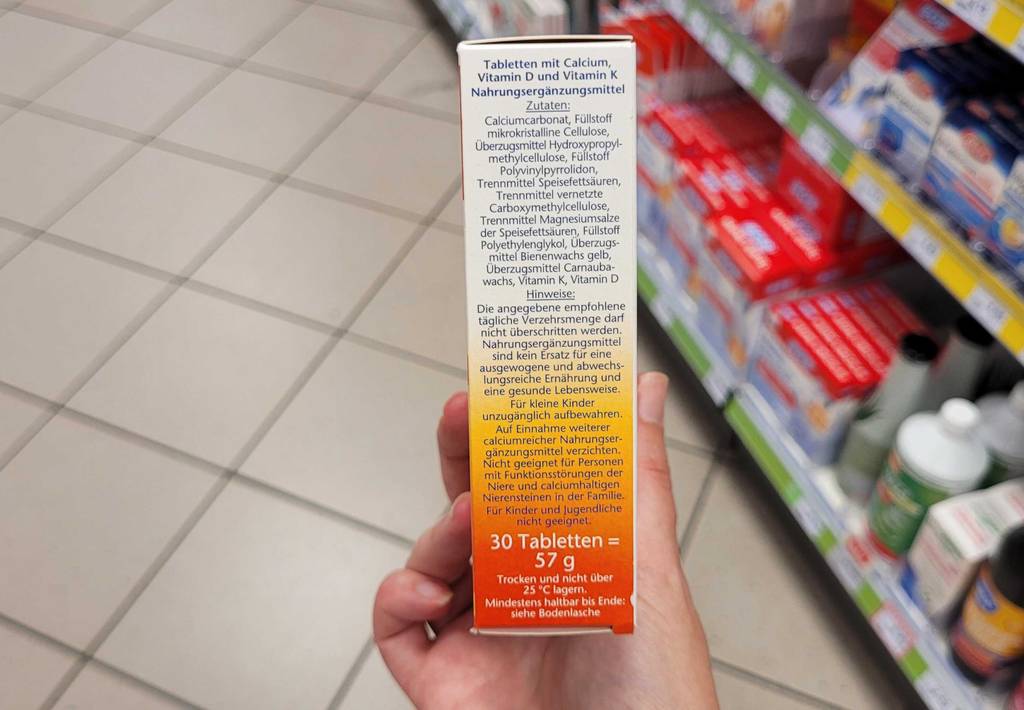 Tabletten mit Calcium,
Vitamin D und Vitamin K
Nahrungsergänzungsmittel
Zutaten:
Calciumcarbonat, Füllstoff
mikrokristalline Cellulose,
Überzugsmittel Hydroxypropyl-
methylcellulose, Füllstoff
Polyvinylpyrrolidon,
Trennmittel Speisefettsäuren,
Trennmittel vernetzte
Carboxymethylcellulose,
Trennmittel Magnesiumsalze
der Speisefettsäuren, Füllstoff
Polyethylenglykol, Überzugs-
mittel Bienenwachs gelb,
Überzugsmittel Carnauba-
wachs, Vitamin K, Vitamin D
Hinweise:
Die angegebene empfohlene
tägliche Verzehrsmenge darf
nicht überschritten werden.
Nahrungsergänzungsmittel
sind kein Ersatz für eine
ausgewogene und abwechs-
lungsreiche Ernährung und
eine gesunde Lebensweise.
Für kleine Kinder
unzugänglich aufbewahren.
Auf Einnahme weiterer
calciumreicher Nahrungser-
gänzungsmittel verzichten.
Nicht geeignet für Personen
mit Funktionsstörungen der
Niere und calciumhaltigen
Nierensteinen in der Familie.
Für Kinder und Jugendliche
nicht geeignet.
30 Tabletten =
57 g
Trocken und nicht über
25 °C lagern.
Mindestens haltbar bis Ende:
siehe Bodenlasche